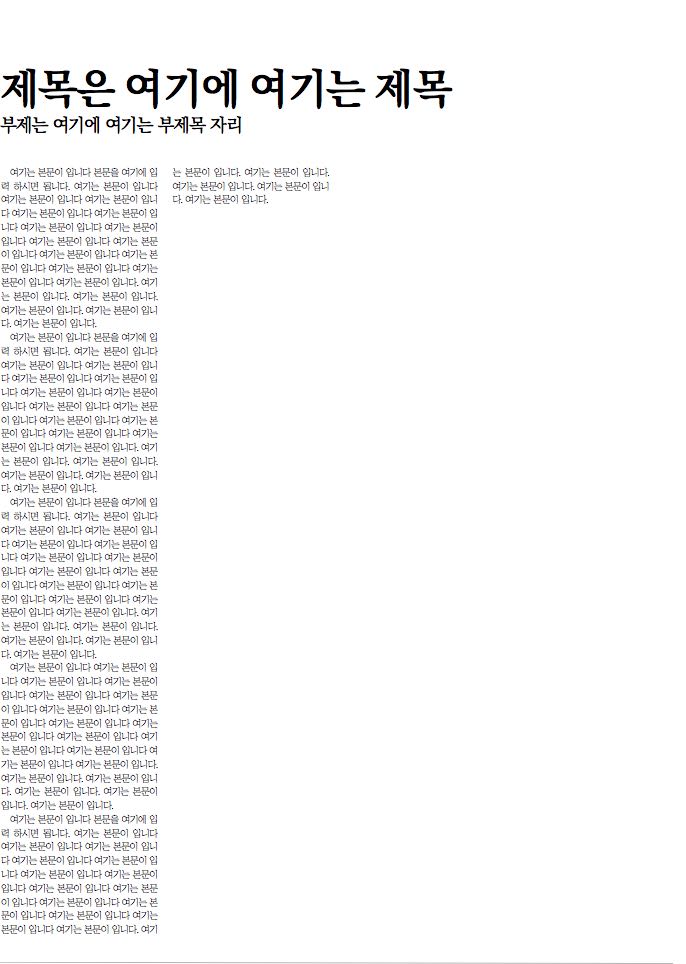 제목은 여기에 여기는 제목
부제는 여기에 여기는 부제목 자리
여기는 본문이 입니다 본문을 여기에 입
력 하시면 됩니다. 여기는 본문이 입니다
여기는 본문이 입니다 여기는 본문이 입니
다 여기는 본문이 입니다 여기는 본문이 입
니다 여기는 본문이 입니다 여기는 본문이
입니다 여기는 본문이 입니다 여기는 본문
이 입니다 여기는 본문이 입니다 여기는 본
문이 입니다 여기는 본문이 입니다 여기는
본문이 입니다 여기는 본문이 입니다. 여기
는 본문이 입니다. 여기는 본문이 입니다.
여기는 본문이 입니다. 여기는 본문이 입니
다. 여기는 본문이 입니다.
여기는 본문이 입니다 본문을 여기에 입
력 하시면 됩니다. 여기는 본문이 입니다
여기는 본문이 입니다 여기는 본문이 입니
다 여기는 본문이 입니다 여기는 본문이 입
니다 여기는 본문이 입니다 여기는 본문이
입니다 여기는 본문이 입니다 여기는 본문
이 입니다 여기는 본문이 입니다 여기는 본
문이 입니다 여기는 본문이 입니다 여기는
본문이 입니다 여기는 본문이 입니다. 여기
는 본문이 입니다. 여기는 본문이 입니다.
여기는 본문이 입니다. 여기는 본문이 입니
다. 여기는 본문이 입니다.
여기는 본문이 입니다 본문을 여기에 입
력 하시면 됩니다. 여기는 본문이 입니다
여기는 본문이 입니다 여기는 본문이 입니
다 여기는 본문이 입니다 여기는 본문이 입
니다 여기는 본문이 입니다 여기는 본문이
입니다 여기는 본문이 입니다 여기는 본문
이 입니다 여기는 본문이 입니다 여기는 본
문이 입니다 여기는 본문이 입니다 여기는
본문이 입니다 여기는 본문이 입니다. 여기
는 본문이 입니다. 여기는 본문이 입니다.
여기는 본문이 입니다. 여기는 본문이 입니
다. 여기는 본문이 입니다.
여기는 본문이 입니다 여기는 본문이 입
니다 여기는 본문이 입니다 여기는 본문이
입니다 여기는 본문이 입니다 여기는 본문
이 입니다 여기는 본문이 입니다 여기는 본
문이 입니다 여기는 본문이 입니다 여기는
본문이 입니다 여기는 본문이 입니다 여기
는 본문이 입니다 여기는 본문이 입니다 여
기는 본문이 입니다 여기는 본문이 입니다.
여기는 본문이 입니다. 여기는 본문이 입니
다. 여기는 본문이 입니다. 여기는 본문이
입니다. 여기는 본문이 입니다.
여기는 본문이 입니다 본문을 여기에 입
력 하시면 됩니다. 여기는 본문이 입니다
여기는 본문이 입니다 여기는 본문이 입니
다 여기는 본문이 입니다 여기는 본문이 입
니다 여기는 본문이 입니다 여기는 본문이
입니다 여기는 본문이 입니다 여기는 본문
이 입니다 여기는 본문이 입니다 여기는 본
문이 입니다 여기는 본문이 입니다 여기는
본문이 입니다 여기는 본문이 입니다. 여기
는 본문이 입니다. 여기는 본문이 입니다.
여기는 본문이 입니다. 여기는 본문이 입니
다. 여기는 본문이 입니다.